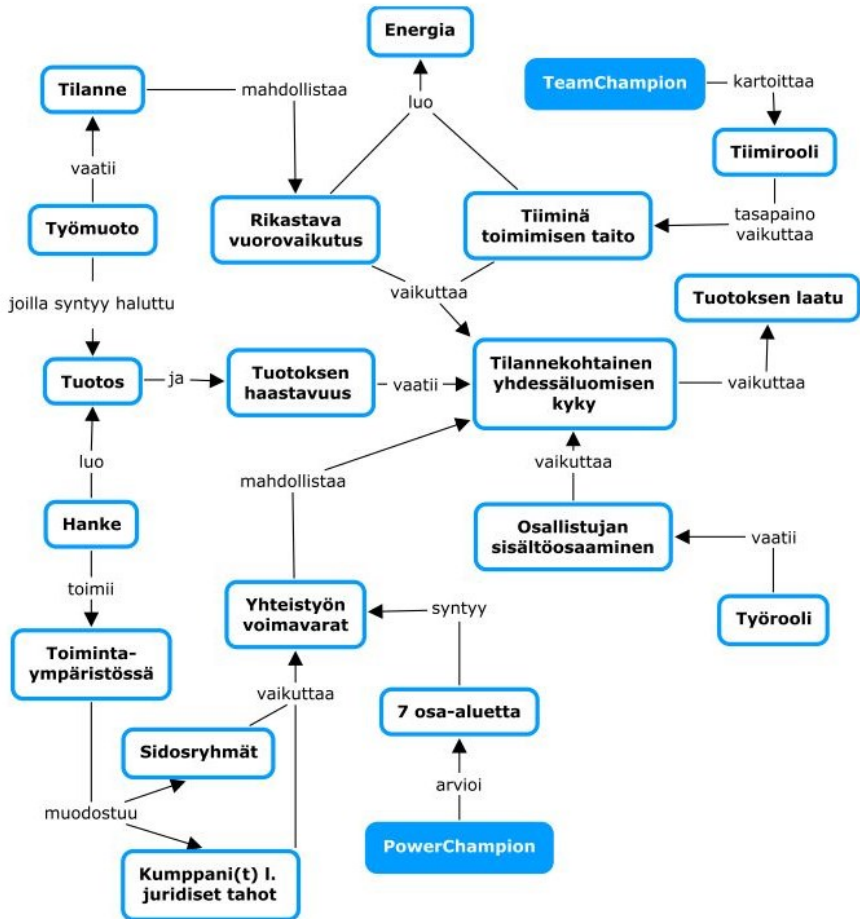 Energia
TeamChampion
kartoittaa
Tilanne
mahdollistaa
luo
Tiimirooli
vaatii
Työmuoto
Rikastava
vuorovaikutus
Tiiminä
toimimisen taito
tasapaino
vaikuttaa
joilla syntyy haluttu
vaikuttaa
Tuotoksen laatu
Tuotos
ja
Tuotoksen
haastavuus
vaatii
Tilannekohtainen
yhdessäluomisen
kyky
vaikuttaa
luo
mahdollistaa
vaikuttaa
Hanke
Osallistujan
sisältöosaaminen
vaatii
toimii
Yhteistyön
voimavarat
syntyy
Työrooli
Toiminta-
ympäristössä
vaikuttaa
7 osa-aluetta
Sidosryhmät
arvioi
muodostuu
PowerChampion
Kumppani(t) l.
juridiset tahot